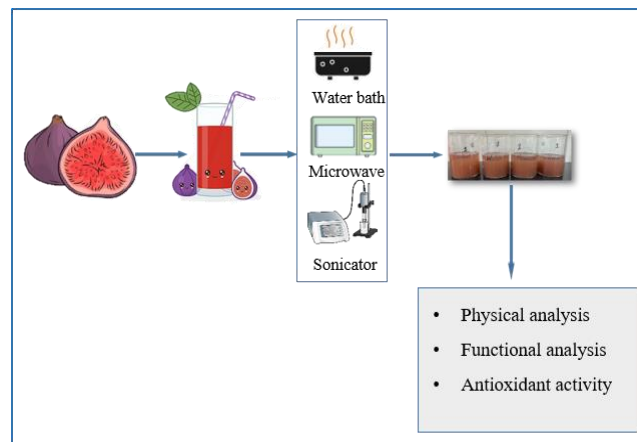 Water bath
Microwave
Sonicator
• Physical analysis
• Functional analysis
• Antioxidant activity